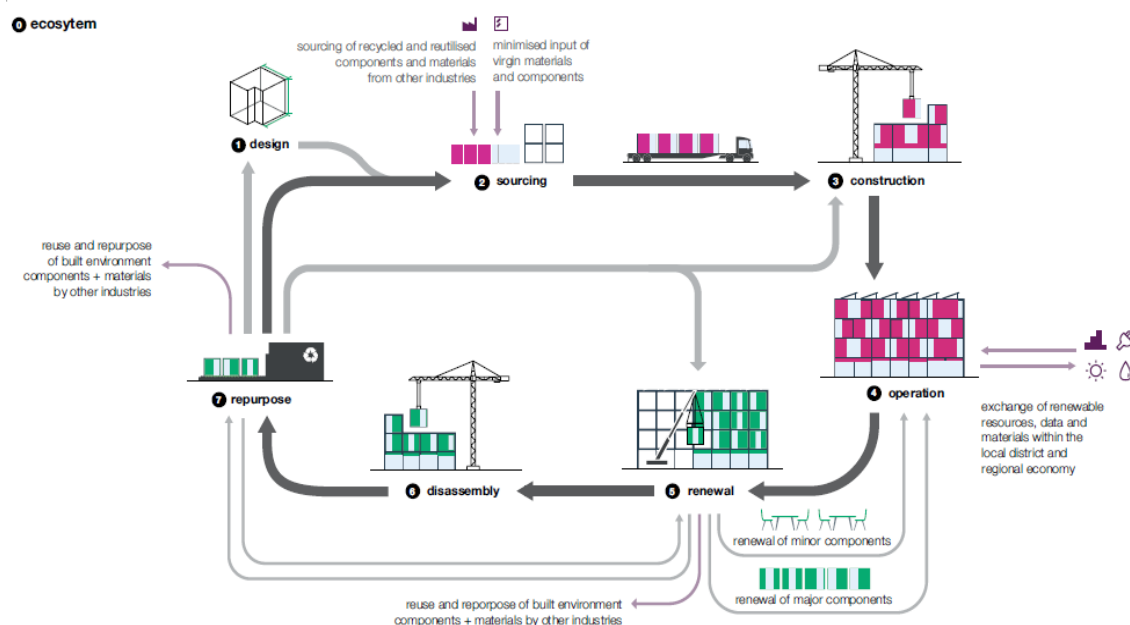 0 ecosytem
sourcing of recycled and reutilised
components and materials
from other industries
minimised input of
virgin materials
and components
1 design
2 sourcing
3 construction
reuse and repurpose
of built environment
components + materials
by other industries
7 repurpose
6 disassembly
5 renewal
4 operation
exchange of renewable
resources, data and
materials within the
local district and
regional economy
renewal of minor components
renewal of major components
reuse and reporpose of built environment
components + materials by other industries